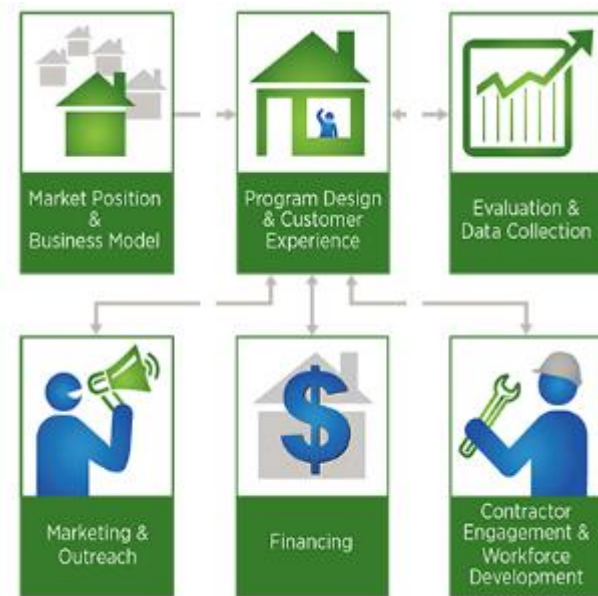 Market Position
&
Business Model
Program Design
& Customer
Experience
Evaluation &
Data Collection
Marketing &
Outreach
$
Financing
Contractor
Engagement &
Workforce
Development